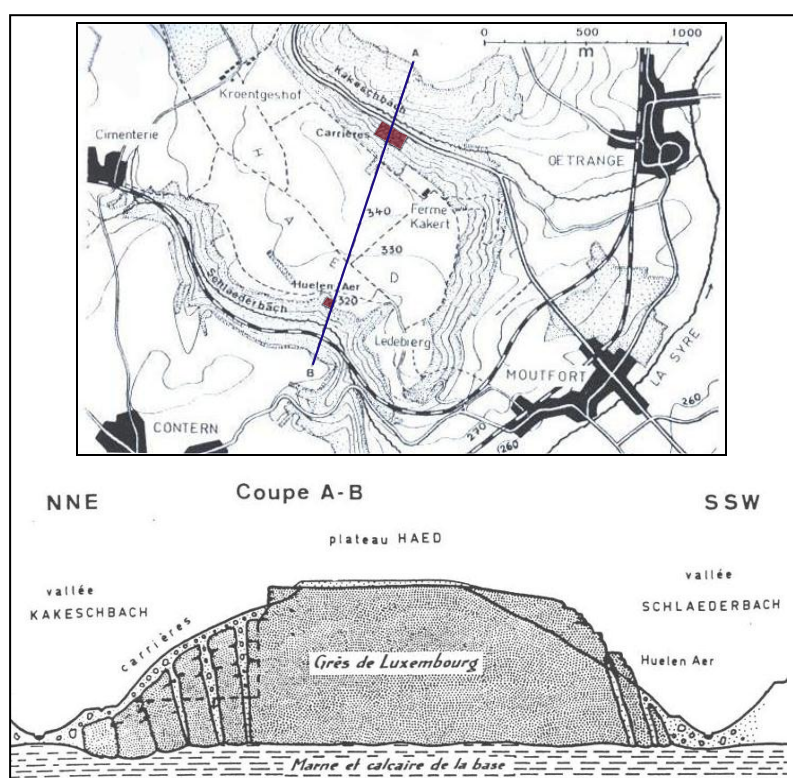 0 500 1000
m
A
Kakeschbach
Kroentgeshof
Carrières
Cimenterie
OETRANGE
H
A
E
D
340
Ferme
Kakert
330
Huelen Aer
320
Schlaederbach
Ledebierg
B
MOUTFORT
LA SYRE
CONTERN
270
260
260
NNE
Coupe A-B
SSW
plateau HAED
vallée
KAKESCHBACH
vallée
SCHLAEDERBACH
carrières
Grès de Luxembourg
Huelen Aer
Marne et calcaire de la base